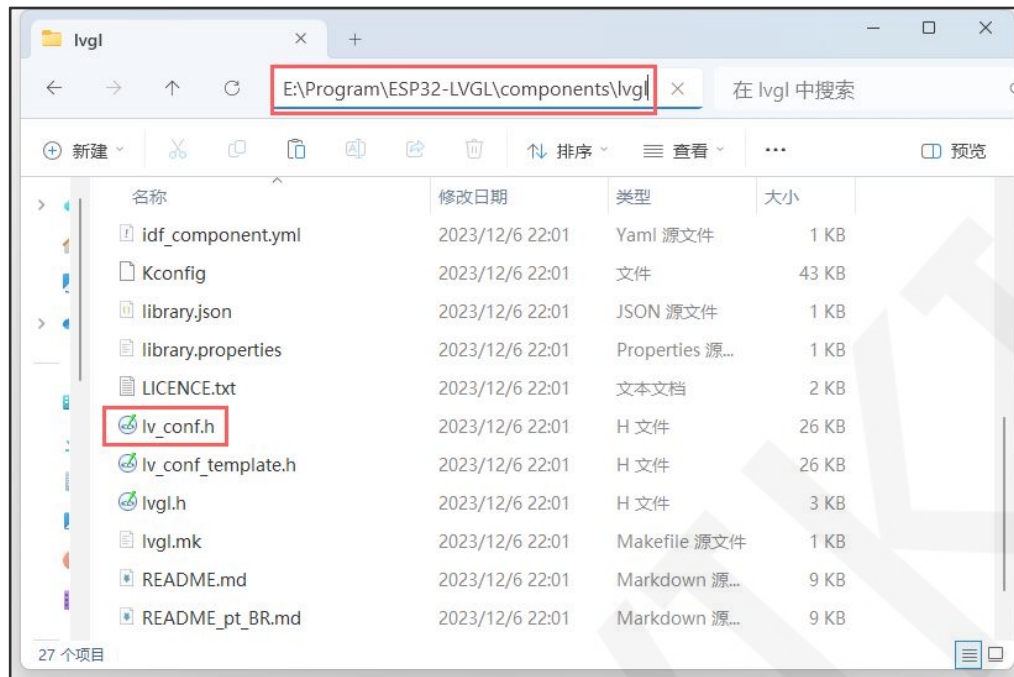 lvgl
E:\Program\ESP32-LVGL\components\lvgl
在 lvgl 中搜索
新建
排序
查看
预览
名称 修改日期 类型 大小
idf_component.yml 2023/12/6 22:01 Yaml 源文件 1 KB
Kconfig 2023/12/6 22:01 文件 43 KB
library.json 2023/12/6 22:01 JSON 源文件 1 KB
library.properties 2023/12/6 22:01 Properties 源... 1 KB
LICENCE.txt 2023/12/6 22:01 文本文档 2 KB
lv_conf.h 2023/12/6 22:01 H 文件 26 KB
lv_conf_template.h 2023/12/6 22:01 H 文件 26 KB
lvgl.h 2023/12/6 22:01 H 文件 3 KB
lvgl.mk 2023/12/6 22:01 Makefile 源文件 1 KB
README.md 2023/12/6 22:01 Markdown 源... 9 KB
README_pt_BR.md 2023/12/6 22:01 Markdown 源... 9 KB
27 个项目